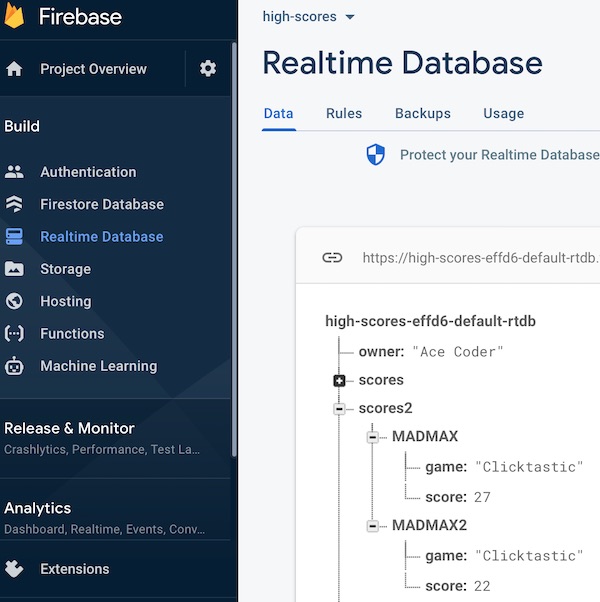 Firebase
Project Overview
Build
Authentication
Firestore Database
Realtime Database
Storage
Hosting
Functions
Machine Learning
Release & Monitor
Crashlytics, Performance, Test La...
Analytics
Dashboard, Realtime, Events, Conv...
Extensions
high-scores
Realtime Database
Data Rules Backups Usage
Protect your Realtime Database
https://high-scores-effd6-default-rtdb.
high-scores-effd6-default-rtdb
owner: "Ace Coder"
scores
scores2
MADMAX
game: "Clicktastic"
score: 27
MADMAX2
game: "Clicktastic"
score: 22